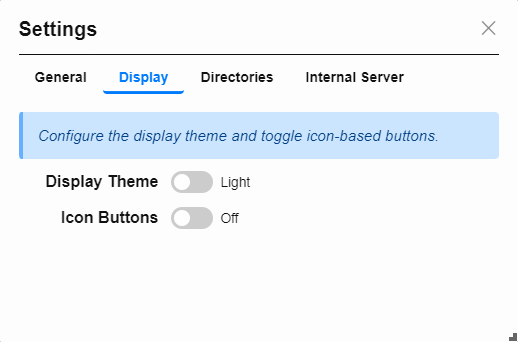 Settings
General Display Directories Internal Server
Configure the display theme and toggle icon-based buttons.
Display Theme Light
Icon Buttons Off